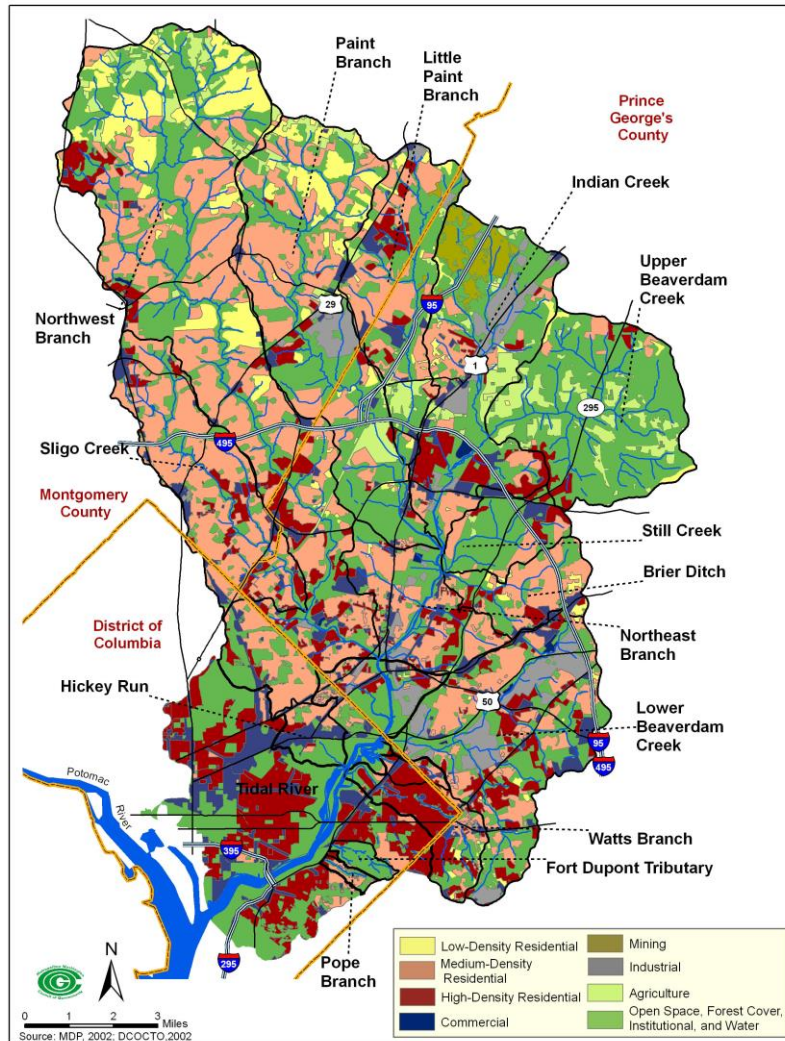 Paint
Branch
Little
Paint
Branch
Prince
George's
County
Indian Creek
Upper
Beaverdam
Creek
29
95
1
Northwest
Branch
295
495
Sligo Creek
Montgomery
County
Still Creek
Brier Ditch
District of
Columbia
Northeast
Branch
Hickey Run
50
Lower
Beaverdam
Creek
95
495
Potomac
River
Tidal River
395
Watts Branch
Fort Dupont Tributary
295
Pope
Branch
N
0 1 2 3
Miles
Source: MDP, 2002; DCOCTO,2002
Low-Density Residential
Medium-Density
Residential
High-Density Residential
Commercial
Mining
Industrial
Agriculture
Open Space, Forest Cover,
Institutional, and Water